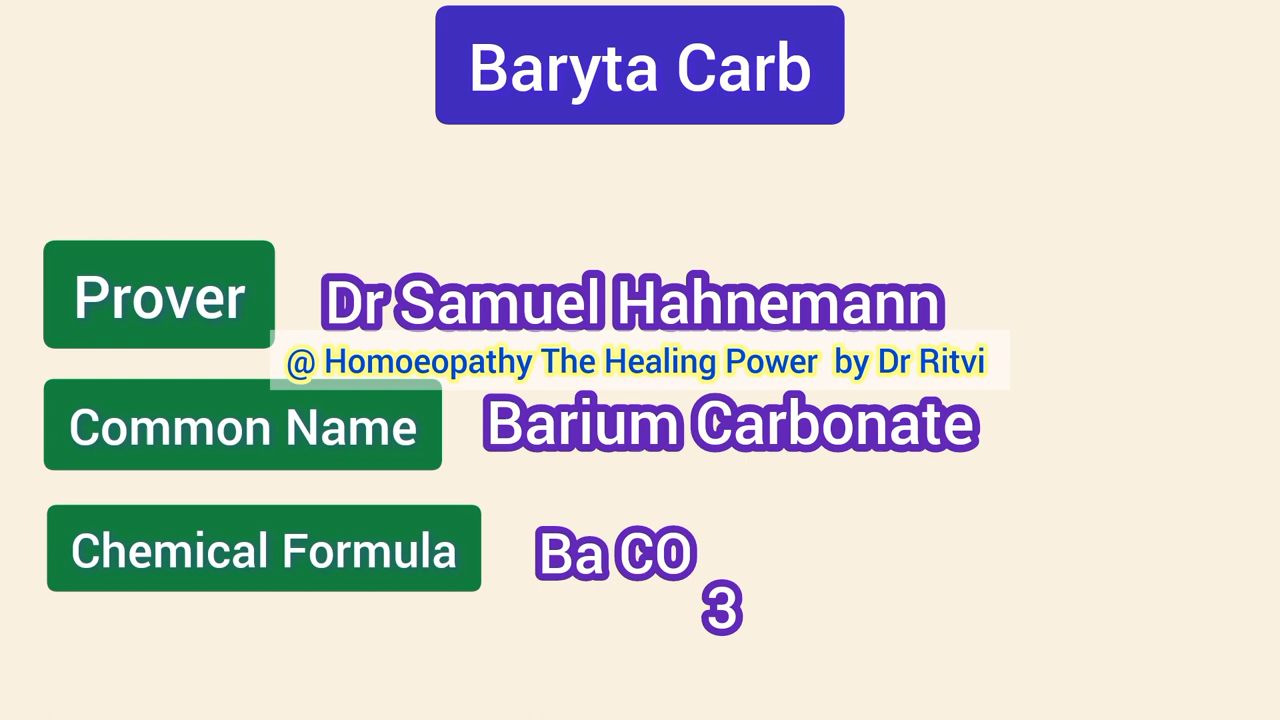 Baryta Carb
Prover Dr Samuel Hahnemann
@ Homoeopathy The Healing Power by Dr Ritvi
Common Name Barium Carbonate
Chemical Formula Ba CO
3